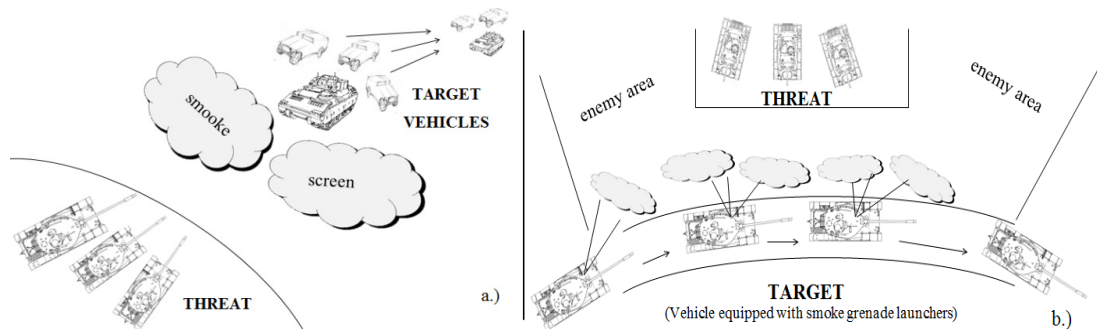 smooke
screen
TARGET
VEHICLES
THREAT
a.)
enemy area
THREAT
enemy area
TARGET
(Vehicle equipped with smoke grenade launchers)
b.)